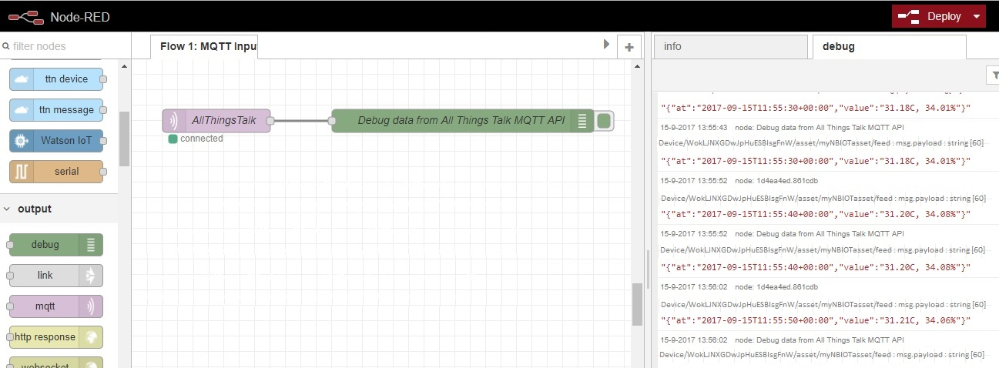 Node-RED
Deploy
filter nodes
Flow 1: MQTT Inpu
+
info
debug
ttn device
ttn message
Watson IoT
serial
output
debug
link
mqtt
http response
websocket
AllThingsTalk
connected
Debug data from All Things Talk MQTT API
"{"at":"2017-09-15T11:55:30+00:00","value":"31.18C, 34.01%"}"
15-9-2017 13:55:43 node: Debug data from All Things Talk MQTT API
Device/WokLJNXGDwJpHuESBIsgFnW/asset/myNBIOTasset/feed : msg.payload : string [60]
"{"at":"2017-09-15T11:55:30+00:00","value":"31.18C, 34.01%"}"
15-9-2017 13:55:52 node: 1d4ea4ed.861cdb
Device/WokLJNXGDwJpHuESBIsgFnW/asset/myNBIOTasset/feed : msg.payload : string [60]
"{"at":"2017-09-15T11:55:40+00:00","value":"31.20C, 34.08%"}"
15-9-2017 13:55:52 node: Debug data from All Things Talk MQTT API
Device/WokLJNXGDwJpHuESBIsgFnW/asset/myNBIOTasset/feed : msg.payload : string [60]
"{"at":"2017-09-15T11:55:40+00:00","value":"31.20C, 34.08%"}"
15-9-2017 13:56:02 node: 1d4ea4ed.861cdb
Device/WokLJNXGDwJpHuESBIsgFnW/asset/myNBIOTasset/feed : msg.payload : string [60]
"{"at":"2017-09-15T11:55:50+00:00","value":"31.21C, 34.06%"}"
15-9-2017 13:56:02 node: Debug data from All Things Talk MQTT API
Device/WokLJNXGDwJpHuESBIsgFnW/asset/myNBIOTasset/feed : msg.payload : string [60]